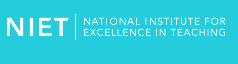 NIET
NATIONAL INSTITUTE FOR
EXCELLENCE IN TEACHING